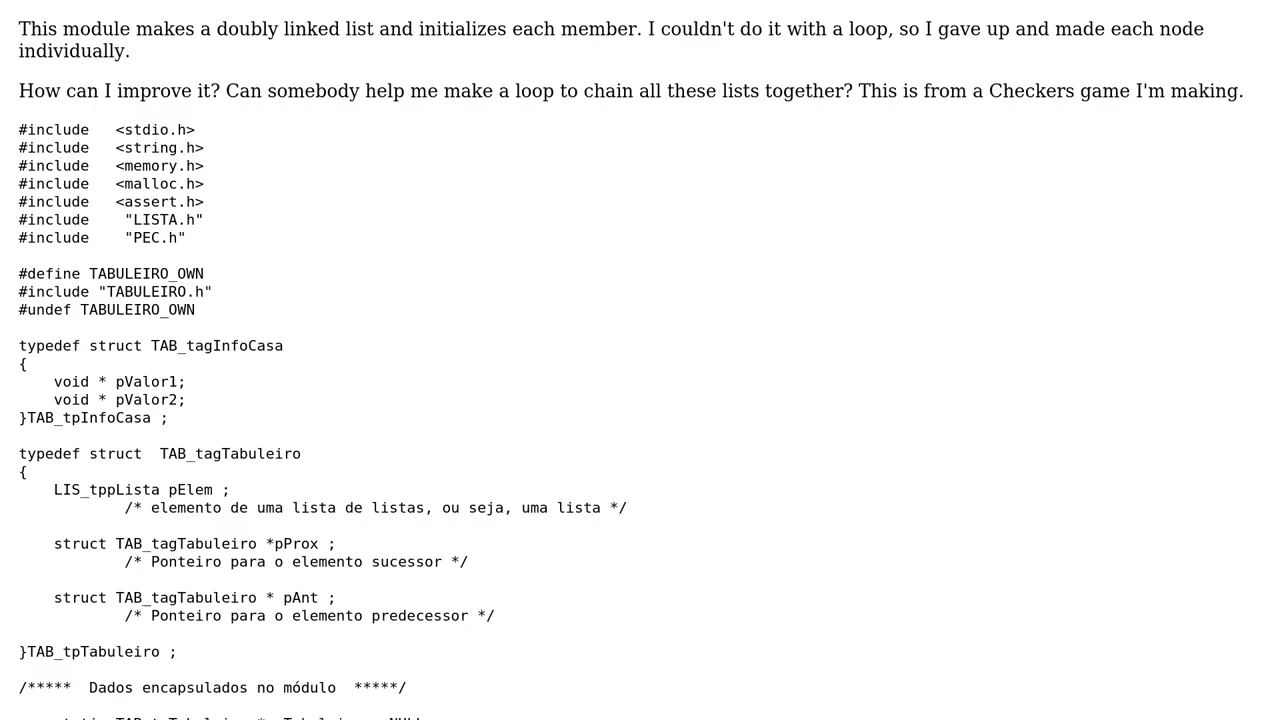 This module makes a doubly linked list and initializes each member. I couldn't do it with a loop, so I gave up and made each node
individually.
How can I improve it? Can somebody help me make a loop to chain all these lists together? This is from a Checkers game I'm making.
#include   <stdio.h>
#include   <string.h>
#include   <memory.h>
#include   <malloc.h>
#include   <assert.h>
#include    "LISTA.h"
#include    "PEC.h"
#define TABULEIRO_OWN
#include "TABULEIRO.h"
#undef TABULEIRO_OWN
typedef struct TAB_tagInfoCasa
{
    void * pValor1;
    void * pValor2;
}TAB_tpInfoCasa ;
typedef struct  TAB_tagTabuleiro
{
    LIS_tppLista pElem ;
            /* elemento de uma lista de listas, ou seja, uma lista */
    struct TAB_tagTabuleiro *pProx ;
            /* Ponteiro para o elemento sucessor */
    struct TAB_tagTabuleiro * pAnt ;
            /* Ponteiro para o elemento predecessor */
}TAB_tpTabuleiro ;
/*****  Dados encapsulados no módulo  *****/